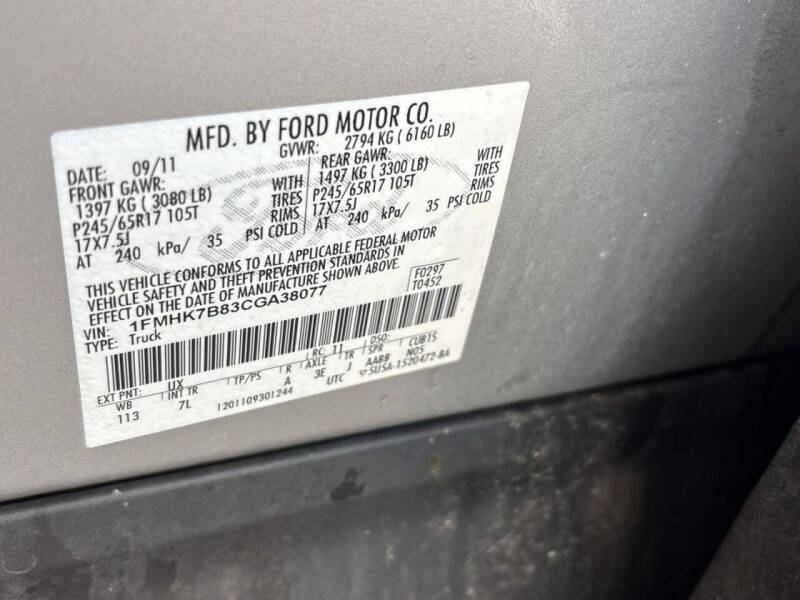 MFD. BY FORD MOTOR CO.
DATE: 09/11 GVWR: 2794 KG ( 6160 LB)
FRONT GAWR: REAR GAWR: WITH
1397 KG ( 3080 LB) WITH 1497 KG ( 3300 LB) TIRES
P245/65R17 105T TIRES P245/65R17 105T RIMS
17X7.5J RIMS 17X7.5J
AT 240 kPa/ 35 PSI COLD AT 240 kPa/ 35 PSI COLD
THIS VEHICLE CONFORMS TO ALL APPLICABLE FEDERAL MOTOR
VEHICLE SAFETY AND THEFT PREVENTION STANDARDS IN
EFFECT ON THE DATE OF MANUFACTURE SHOWN ABOVE.
F0297
T0452
VIN: 1FMHK7B83CGA38077
TYPE: Truck
EXT PNT: UX RC: 11 DSO:
WB INT TR TP/PS R AXLE TR SPR CUB15
113 7L A 3E J AABB N05
1201109301244 UTC 5USA-1520472-BA